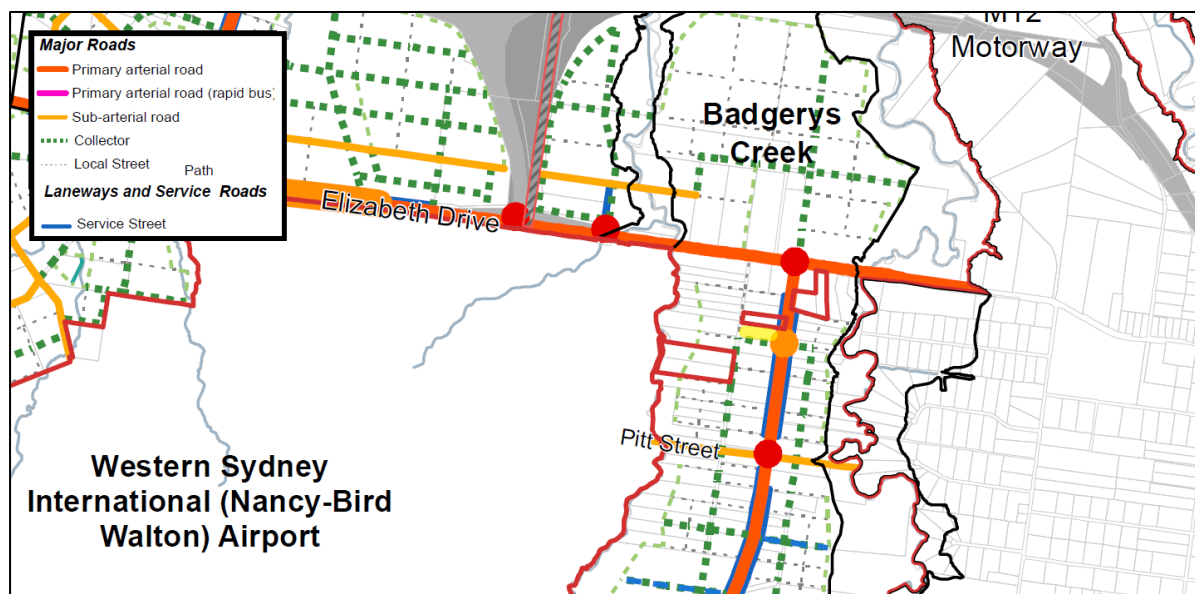 Major Roads
Primary arterial road
Primary arterial road (rapid bus)
Sub-arterial road
Collector
Local Street
Path
Laneways and Service Roads
Service Street
M12
Motorway
Badgerys
Creek
Elizabeth Drive
Pitt Street
Western Sydney
International (Nancy-Bird
Walton) Airport